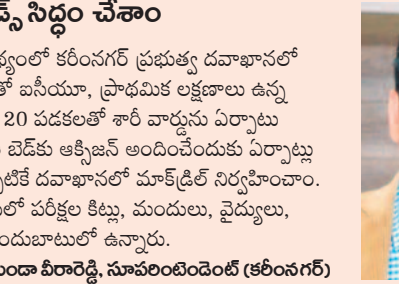 డ్స్ సిద్ధం చేశాం
థ్యంలో కరీంనగర్ ప్రభుత్వ దవాఖానలో
తో ఐసీయూ, ప్రాథమిక లక్షణాలు ఉన్న
20 పడకలతో శారీ వార్డును ఏర్పాటు
బెడ్‌కు ఆక్సిజన్ అందించేందుకు ఏర్పాట్లు
ప్పటికే దవాఖానలో మాక్‌డ్రిల్ నిర్వహించాం.
లో పరీక్షల కిట్లు, మందులు, వైద్యులు,
ందుబాటులో ఉన్నారు.
ుండా వీరారెడ్డి, సూపరింటెండెంట్ (కరీంనగర్)